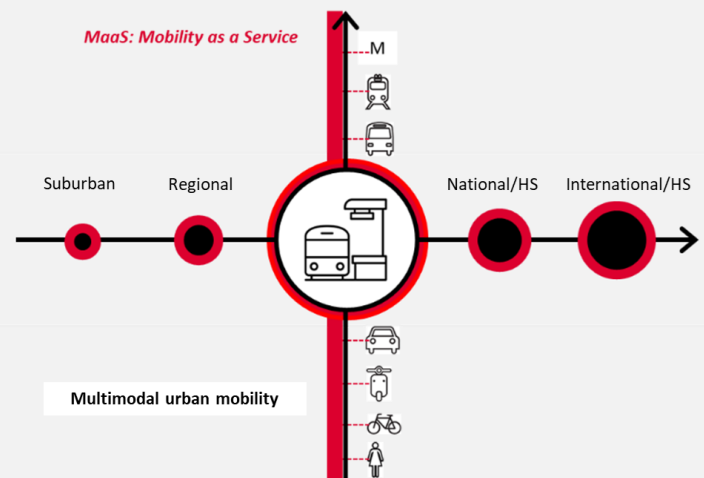 MaaS: Mobility as a Service
M
Suburban
Regional
National/HS
International/HS
Multimodal urban mobility